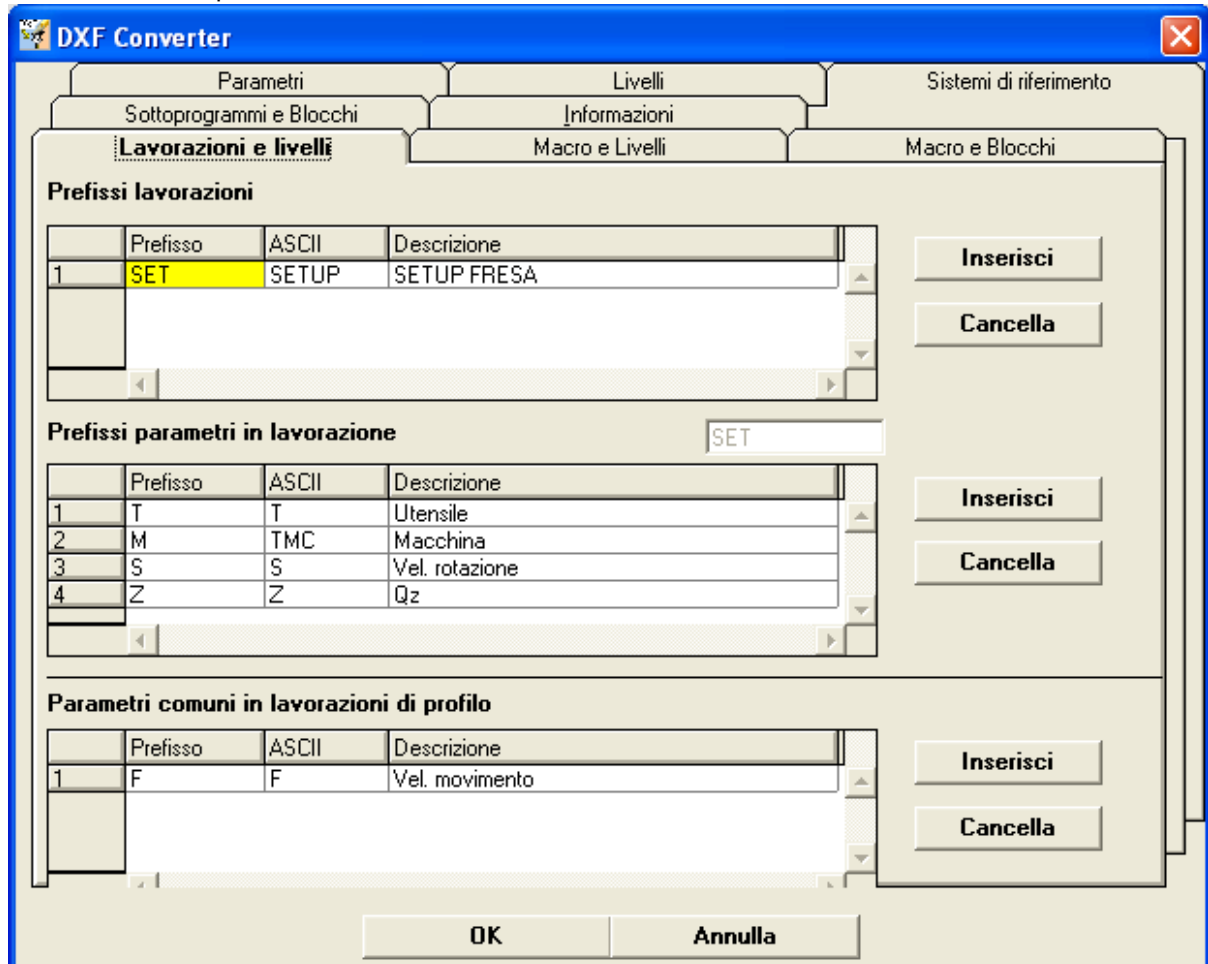 DXF Converter
Parametri Livelli Sistemi di riferimento
Sottoprogrammi e Blocchi Informazioni
Lavorazioni e livelli Macro e Livelli Macro e Blocchi
Prefissi lavorazioni
Prefisso ASCII Descrizione
1 SET SETUP SETUP FRESA
Inserisci
Cancella
Prefissi parametri in lavorazione SET
Prefisso ASCII Descrizione
1 T T Utensile
2 M TMC Macchina
3 S S Vel. rotazione
4 Z Z Qz
Inserisci
Cancella
Parametri comuni in lavorazioni di profilo
Prefisso ASCII Descrizione
1 F F Vel. movimento
Inserisci
Cancella
OK Annulla